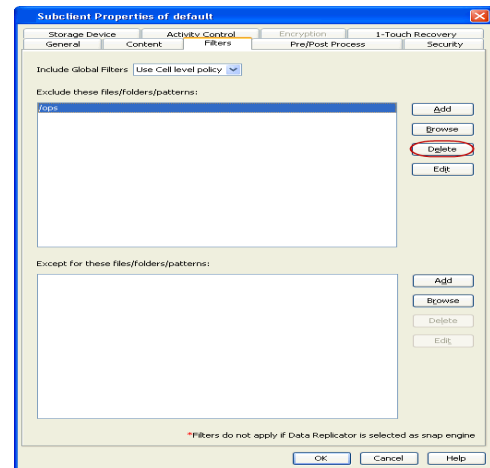 Subclient Properties of default
Storage Device Activity Control Encryption 1-Touch Recovery
General Content Filters Pre/Post Process Security
Include Global Filters Use Cell level policy
Exclude these files/folders/patterns:
/ops
Add
Browse
Delete
Edit
Except for these files/folders/patterns:
Add
Browse
Delete
Edit
*Filters do not apply if Data Replicator is selected as snap engine
OK Cancel Help